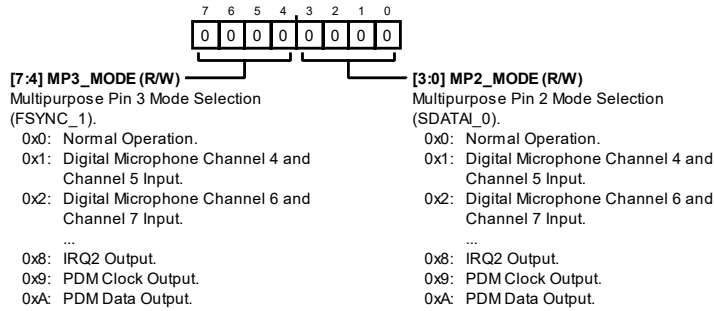 7 6 5 4 3 2 1 0
0 0 0 0 0 0 0 0
[7:4] MP3_MODE (R/W)
Multipurpose Pin 3 Mode Selection
(FSYNC_1).
0x0: Normal Operation.
0x1: Digital Microphone Channel 4 and
Channel 5 Input.
0x2: Digital Microphone Channel 6 and
Channel 7 Input.
...
0x8: IRQ2 Output.
0x9: PDM Clock Output.
0xA: PDM Data Output.
[3:0] MP2_MODE (R/W)
Multipurpose Pin 2 Mode Selection
(SDATAI_0).
0x0: Normal Operation.
0x1: Digital Microphone Channel 4 and
Channel 5 Input.
0x2: Digital Microphone Channel 6 and
Channel 7 Input.
...
0x8: IRQ2 Output.
0x9: PDM Clock Output.
0xA: PDM Data Output.